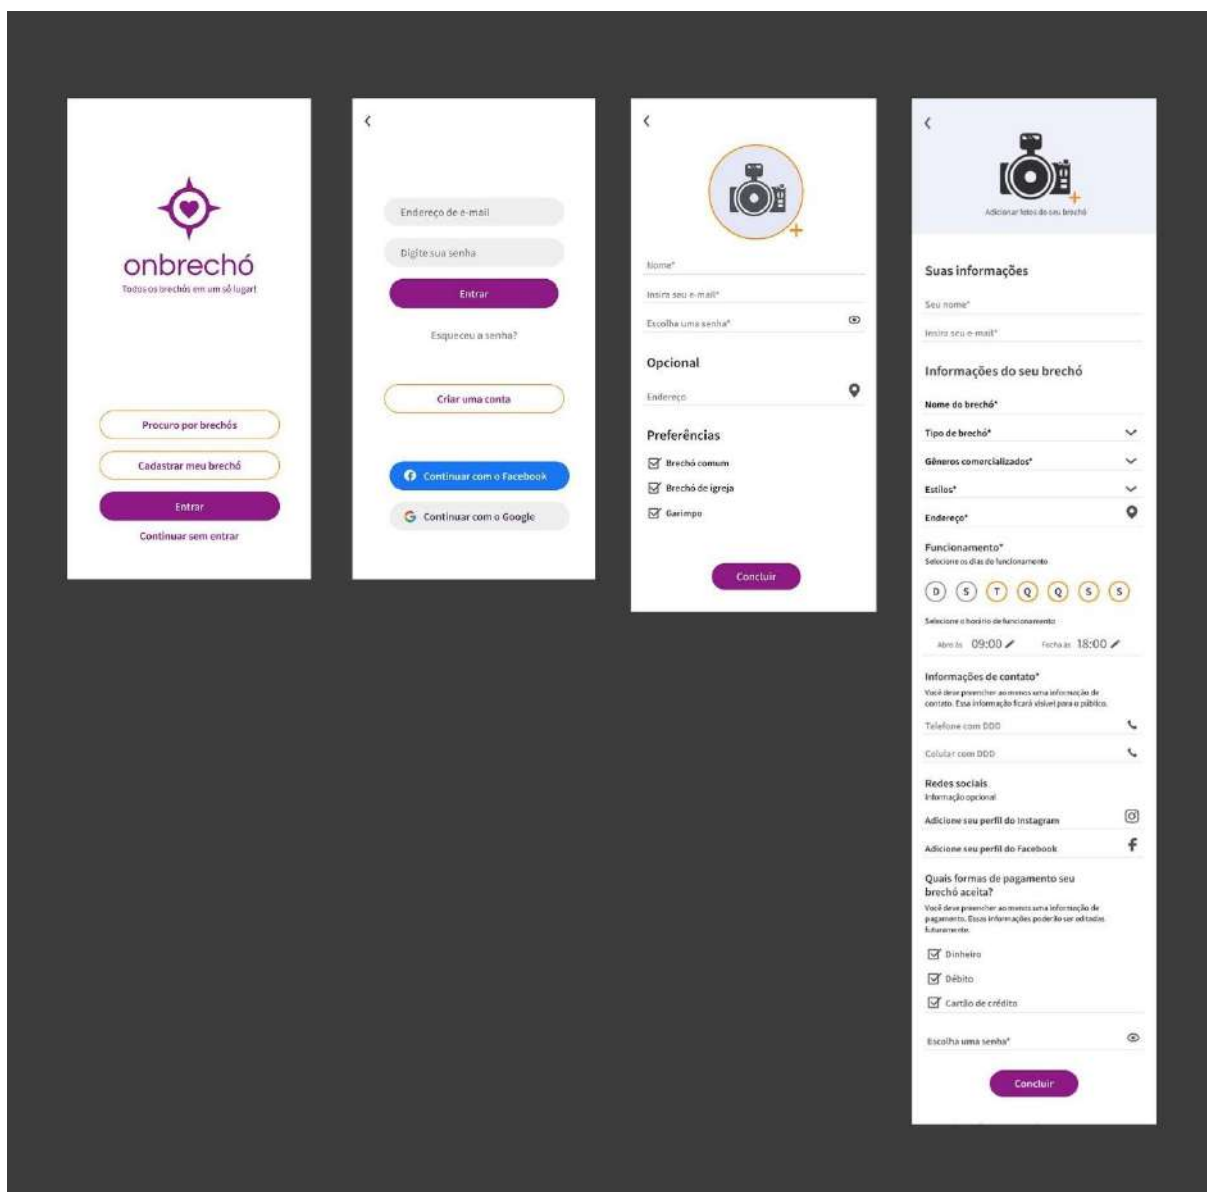 onbrechó
Todos os brechós em um só lugar!
Procuro por brechós
Cadastrar meu brechó
Entrar
Continuar sem entrar
Endereço de e-mail
Digite sua senha
Entrar
Esqueceu a senha?
Criar uma conta
Continuar com o Facebook
G Continuar com o Google
Nome*
Insira seu e-mail*
Escolha uma senha*
Opcional
Endereço
Preferências
Brechó comum
Brechó de igreja
Garimpo
Concluir
Adicionar fotos do seu brechó
Suas informações
Seu nome*
Insira seu e-mail*
Informações do seu brechó
Nome do brechó*
Tipo de brechó*
Gêneros comercializados*
Estilos*
Endereço*
Funcionamento*
Selecione os dias de funcionamento
D S T Q Q S S
Selecione o horário de funcionamento
Abre às 09:00 Fecha às 18:00
Informações de contato*
Você deve preencher ao menos uma informação de
contato. Essa informação ficará visível para o público.
Telefone com DDD
Celular com DDD
Redes sociais
Informação opcional
Adicione seu perfil do Instagram
Adicione seu perfil do Facebook
Quais formas de pagamento seu
brechó aceita?
Você deve preencher ao menos uma informação de
pagamento. Essas informações poderão ser editadas
futuramente.
Dinheiro
Débito
Cartão de crédito
Escolha uma senha*
Concluir